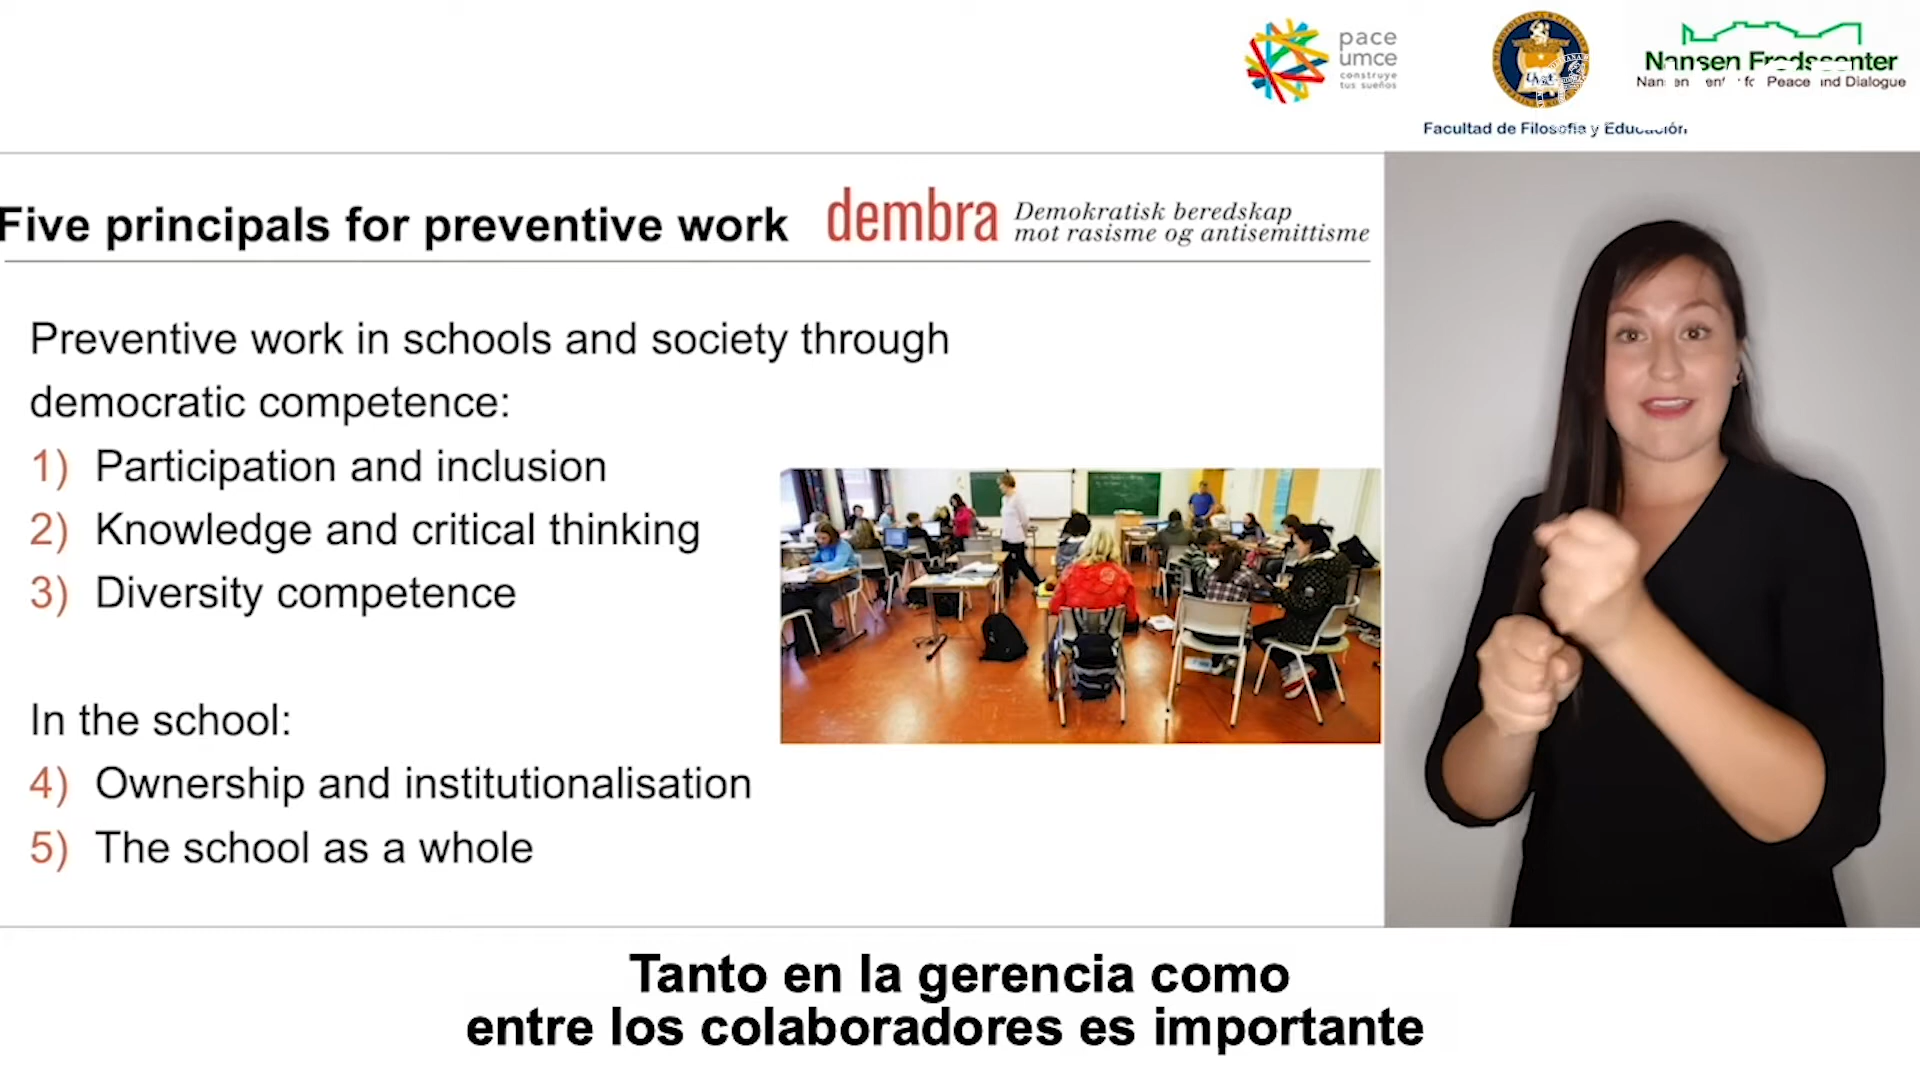 pace
umce
construye
tus sueños
Nansen Fredssenter
Peace and Dialogue
Facultad de Filosofía y Educación
Five principals for preventive work
dembra
Demokratisk beredskap
mot rasisme og antisemittisme
Preventive work in schools and society through
democratic competence:
1) Participation and inclusion
2) Knowledge and critical thinking
3) Diversity competence
In the school:
4) Ownership and institutionalisation
5) The school as a whole
Tanto en la gerencia como
entre los colaboradores es importante